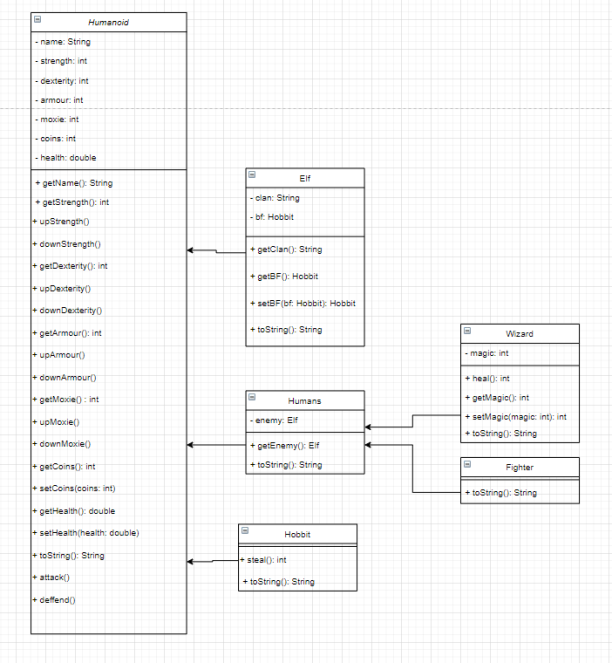 Humanoid
- name: String
- strength: int
- dexterity: int
- armour: int
- moxie: int
- coins: int
- health: double
+ getName(): String
+ getStrength(): int
+ upStrength()
+ downStrength()
+ getDexterity(): int
+ upDexterity()
+ downDexterity()
+ getArmour(): int
+ upArmour()
+ downArmour()
+ getMoxie() : int
+ upMoxie()
+ downMoxie()
+ getCoins(): int
+ setCoins(coins: int)
+ getHealth(): double
+ setHealth(health: double)
+ toString(): String
+ attack()
+ deffend()
Elf
- clan: String
- bf: Hobbit
+ getClan(): String
+ getBF(): Hobbit
+ setBF(bf: Hobbit): Hobbit
+ toString(): String
Humans
- enemy: Elf
+ getEnemy(): Elf
+ toString(): String
Hobbit
+ steal(): int
+ toString(): String
Wizard
- magic: int
+ heal(): int
+ getMagic(): int
+ setMagic(magic: int): int
+ toString(): String
Fighter
+ toString(): String